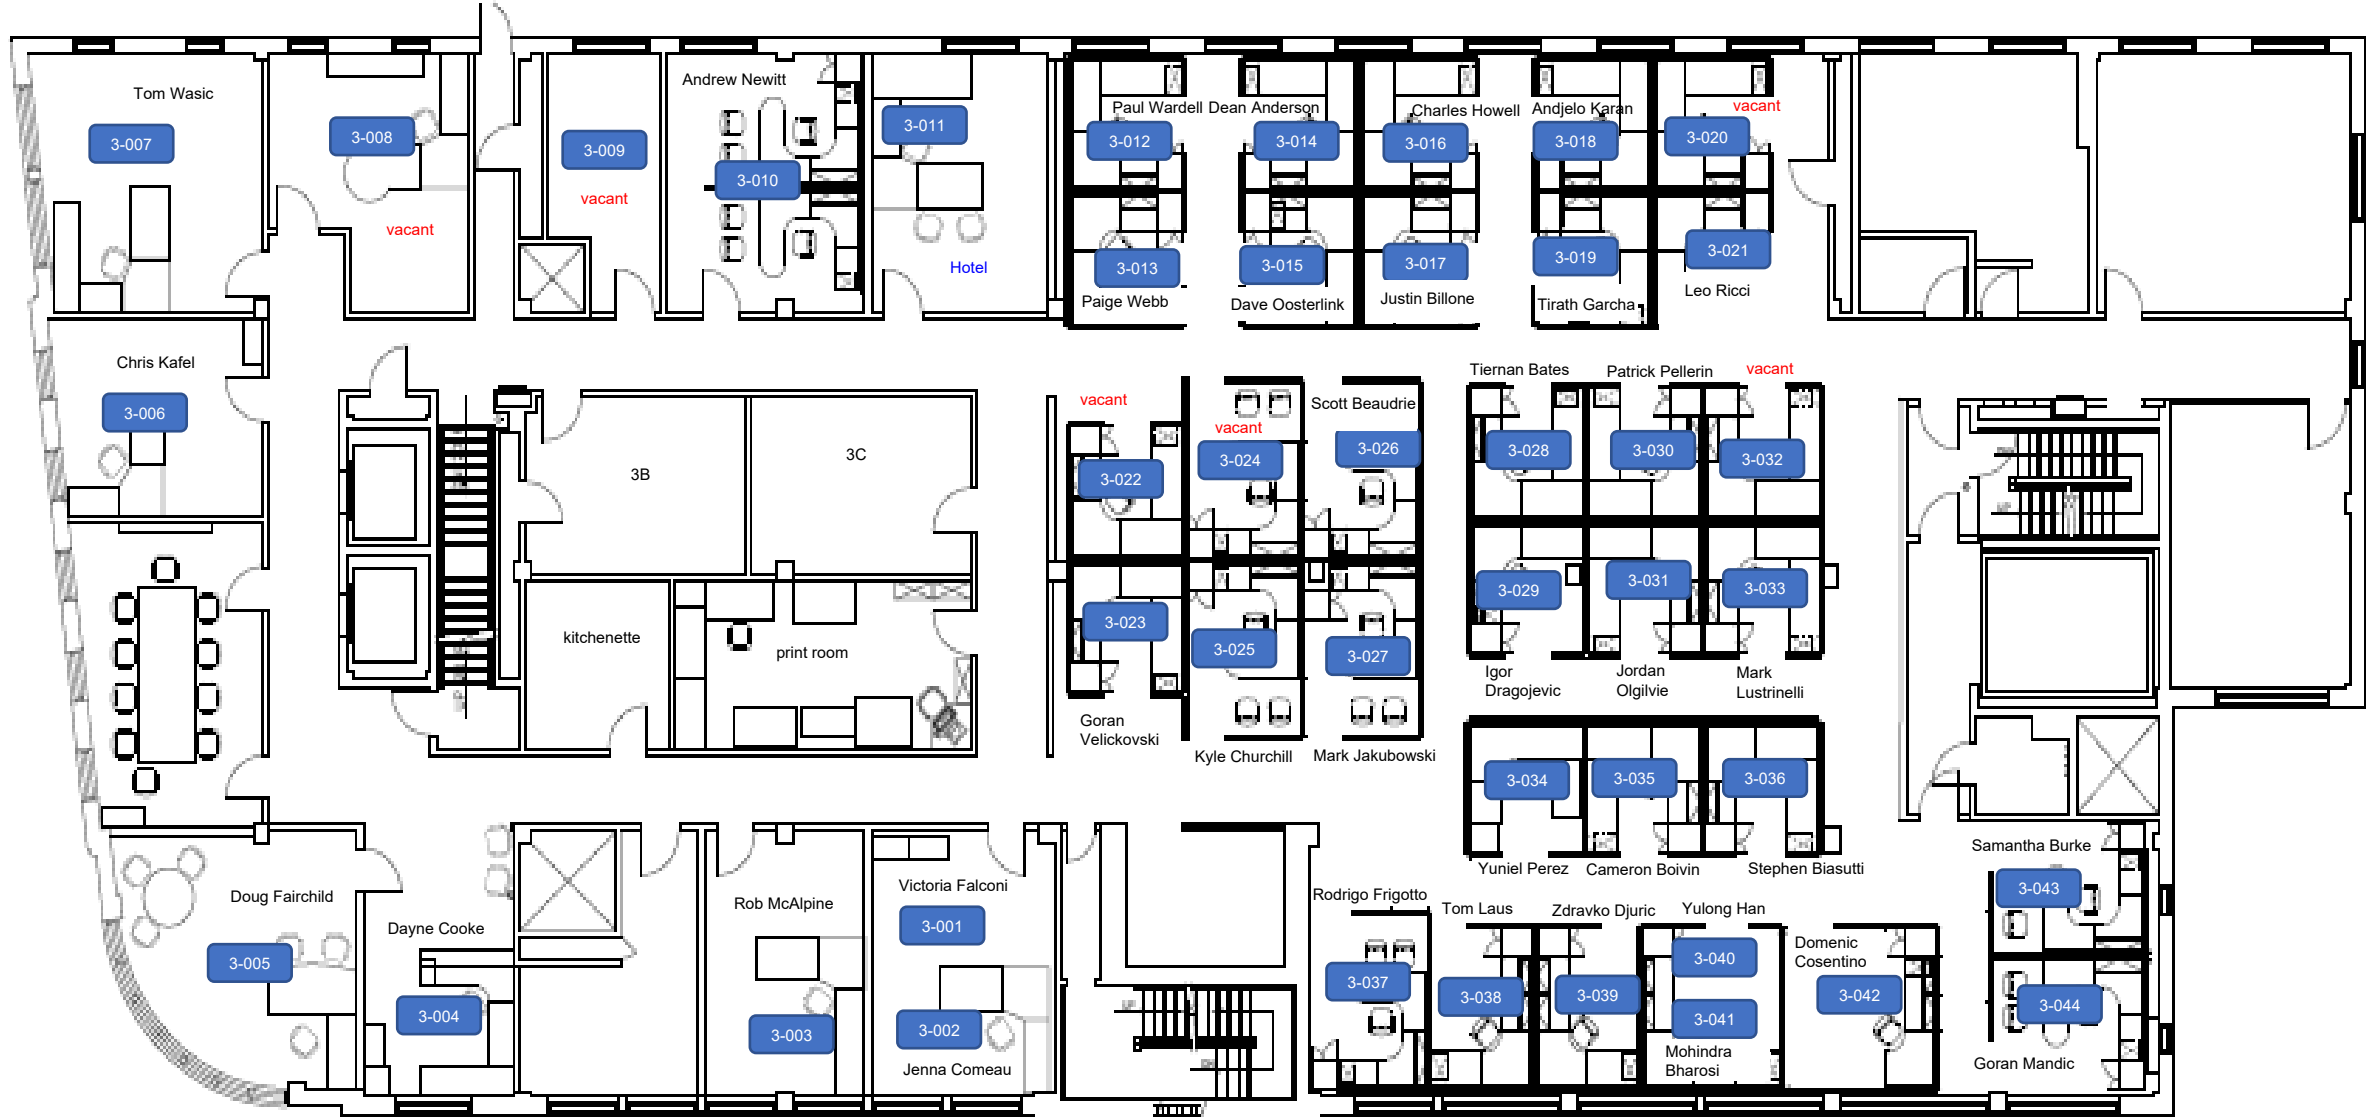 Tom Wasic
3-007
3-008
vacant
3-009
vacant
Andrew Newitt
3-010
3-011
Hotel
Paul Wardell
Dean Anderson
Charles Howell
Andjelo Karan
vacant
3-012
3-014
3-016
3-018
3-020
3-013
3-015
3-017
3-019
3-021
Paige Webb
Dave Oosterlink
Justin Billone
Tirath Garcha
Leo Ricci
Chris Kafel
3-006
3B
3C
kitchenette
print room
vacant
3-022
vacant
3-024
Scott Beaudrie
3-026
3-023
3-025
3-027
Goran
Velickovski
Kyle Churchill
Mark Jakubowski
Tiernan Bates
Patrick Pellerin
vacant
3-028
3-030
3-032
3-029
3-031
3-033
Igor
Dragojevic
Jordan
Olgilvie
Mark
Lustrinelli
3-034
3-035
3-036
Yuniel Perez
Cameron Boivin
Stephen Biasutti
Doug Fairchild
3-005
Dayne Cooke
3-004
Rob McAlpine
3-003
Victoria Falconi
3-001
3-002
Jenna Comeau
Rodrigo Frigotto
3-037
Tom Laus
3-038
Zdravko Djuric
3-039
Yulong Han
3-040
3-041
Mohindra
Bharosi
Domenic
Cosentino
3-042
Samantha Burke
3-043
3-044
Goran Mandic